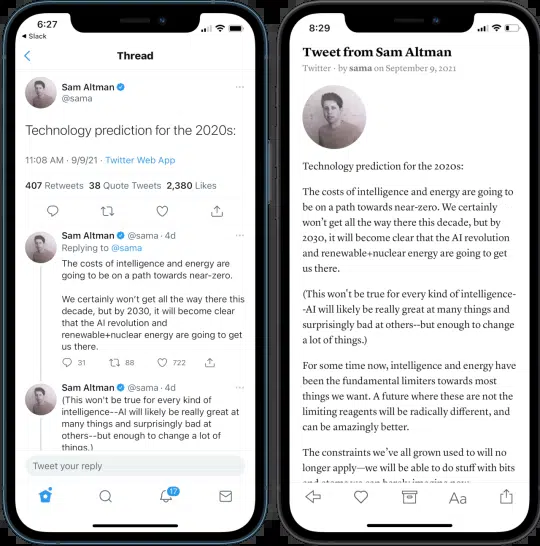 6:27
Slack
Thread
Sam Altman
@sama
Technology prediction for the 2020s:
11:08 AM · 9/9/21 · Twitter Web App
407 Retweets 38 Quote Tweets 2,380 Likes
Sam Altman @sama · 4d
Replying to @sama
The costs of intelligence and energy are
going to be on a path towards near-zero.
We certainly won't get all the way there this
decade, but by 2030, it will become clear
that the AI revolution and
renewable+nuclear energy are going to get
us there.
31 88 722
Sam Altman @sama · 4d
(This won't be true for every kind of
intelligence--AI will likely be really great at
many things and surprisingly bad at
others--but enough to change a lot of
things.)
Tweet your reply
17
8:29
Tweet from Sam Altman
Twitter · by sama on September 9, 2021
Technology prediction for the 2020s:
The costs of intelligence and energy are going to
be on a path towards near-zero. We certainly
won't get all the way there this decade, but by
2030, it will become clear that the AI revolution
and renewable+nuclear energy are going to get
us there.
(This won't be true for every kind of intelligence-
-AI will likely be really great at many things and
surprisingly bad at others--but enough to change
a lot of things.)
For some time now, intelligence and energy have
been the fundamental limiters towards most
things we want. A future where these are not the
limiting reagents will be radically different, and
can be amazingly better.
The constraints we've all grown used to will no
longer apply—we will be able to do stuff with bits
and atoms we can barely imagine now.
Aa